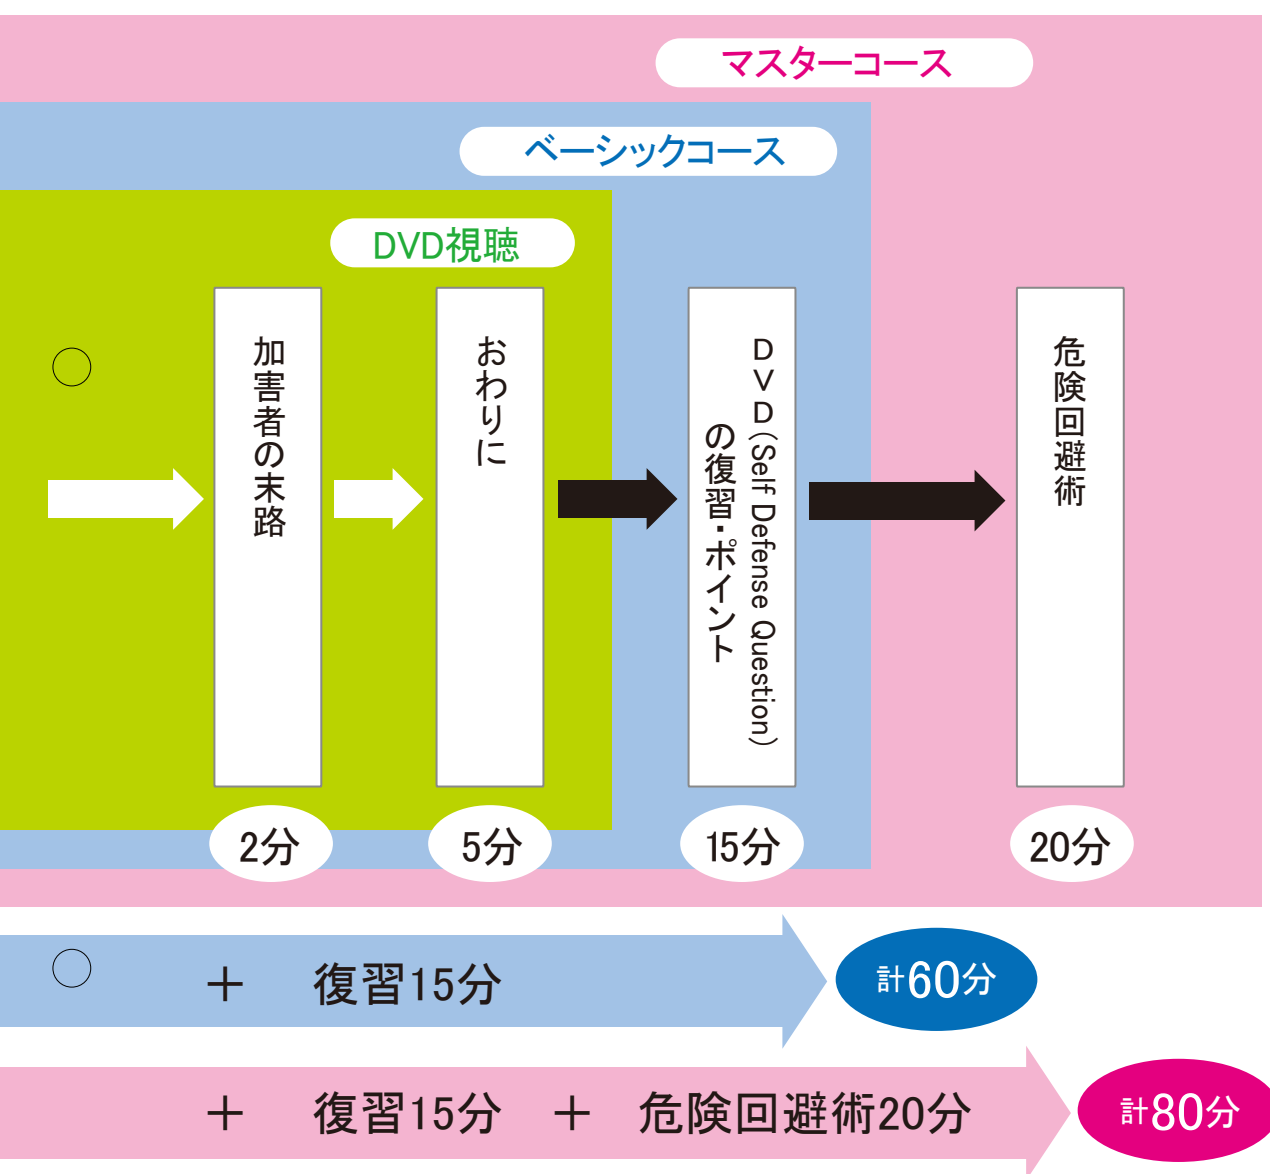 マスターコース
ベーシックコース
DVD視聴
加害者の末路
おわりに
DVD(Self Defense Question)
の復習・ポイント
危険回避術
2分
5分
15分
20分
＋ 復習15分
計60分
＋ 復習15分 ＋ 危険回避術20分
計80分